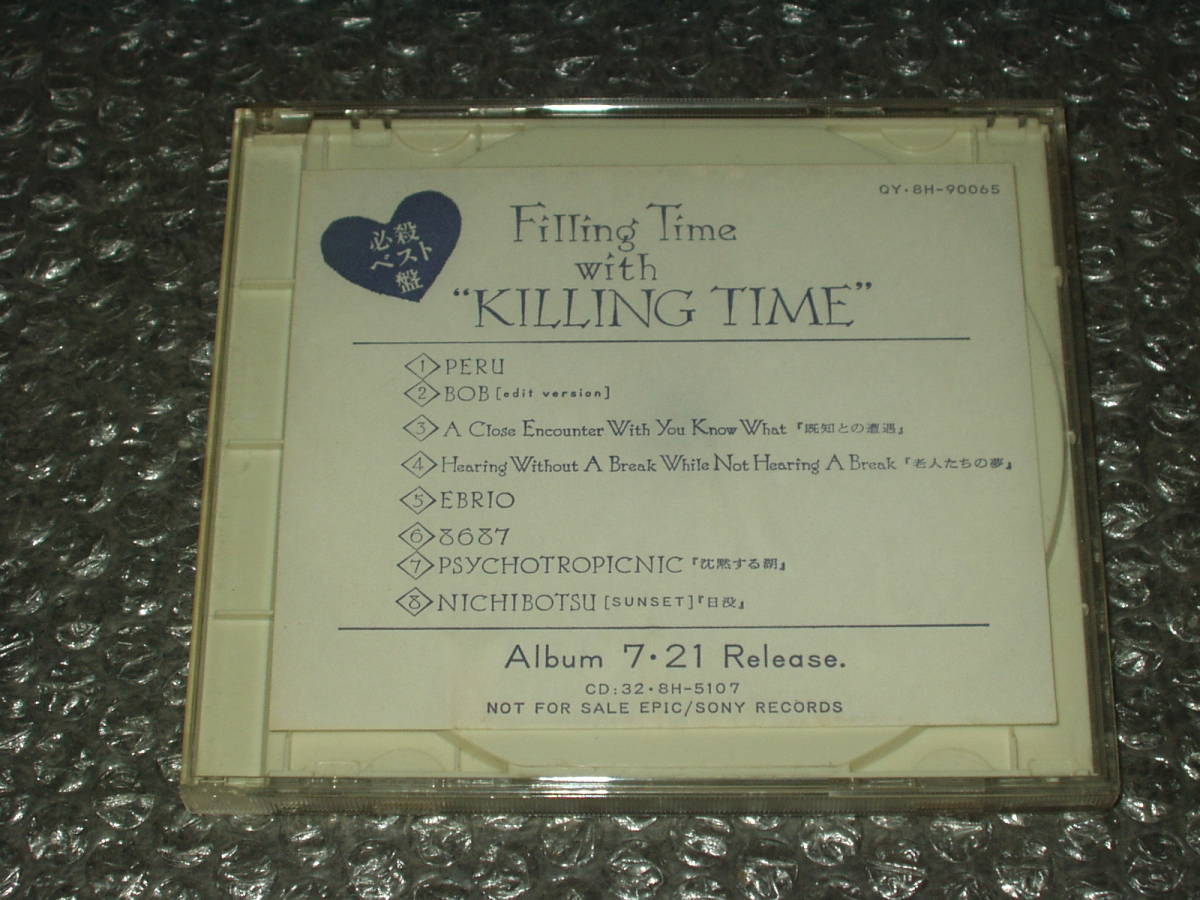 QY・8H-90065
必殺
ベスト
盤
Filling Time
with
“KILLING TIME”
1 PERU
2 BOB [edit version]
3 A Close Encounter With You Know What 『既知との遭遇』
4 Hearing Without A Break While Not Hearing A Break 『老人たちの夢』
5 EBRIO
6 8687
7 PSYCHOTROPICNIC 『沈黙する湖』
8 NICHIBOTSU [SUNSET] 『日没』
Album 7・21 Release.
CD:32・8H-5107
NOT FOR SALE EPIC/SONY RECORDS